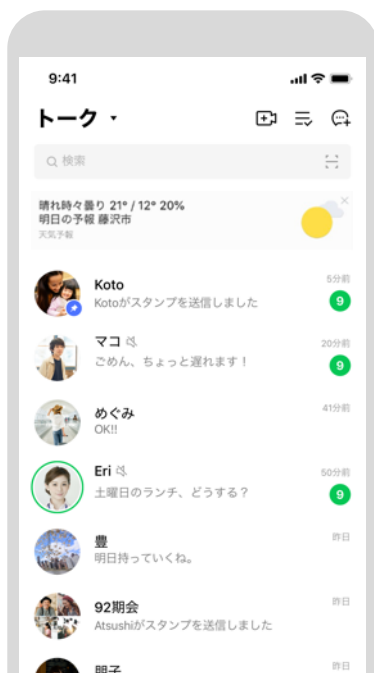 9:41
トーク
検索
晴れ時々曇り 21° / 12° 20%
明日の予報 藤沢市
天気予報
Koto
5分前
Kotoがスタンプを送信しました
9
マコ
20分前
ごめん、ちょっと遅れます！
9
めぐみ
41分前
OK!!
Eri
50分前
土曜日のランチ、どうする？
9
豊
昨日
明日持っていくね。
92期会
昨日
Atsushiがスタンプを送信しました
朋子
昨日